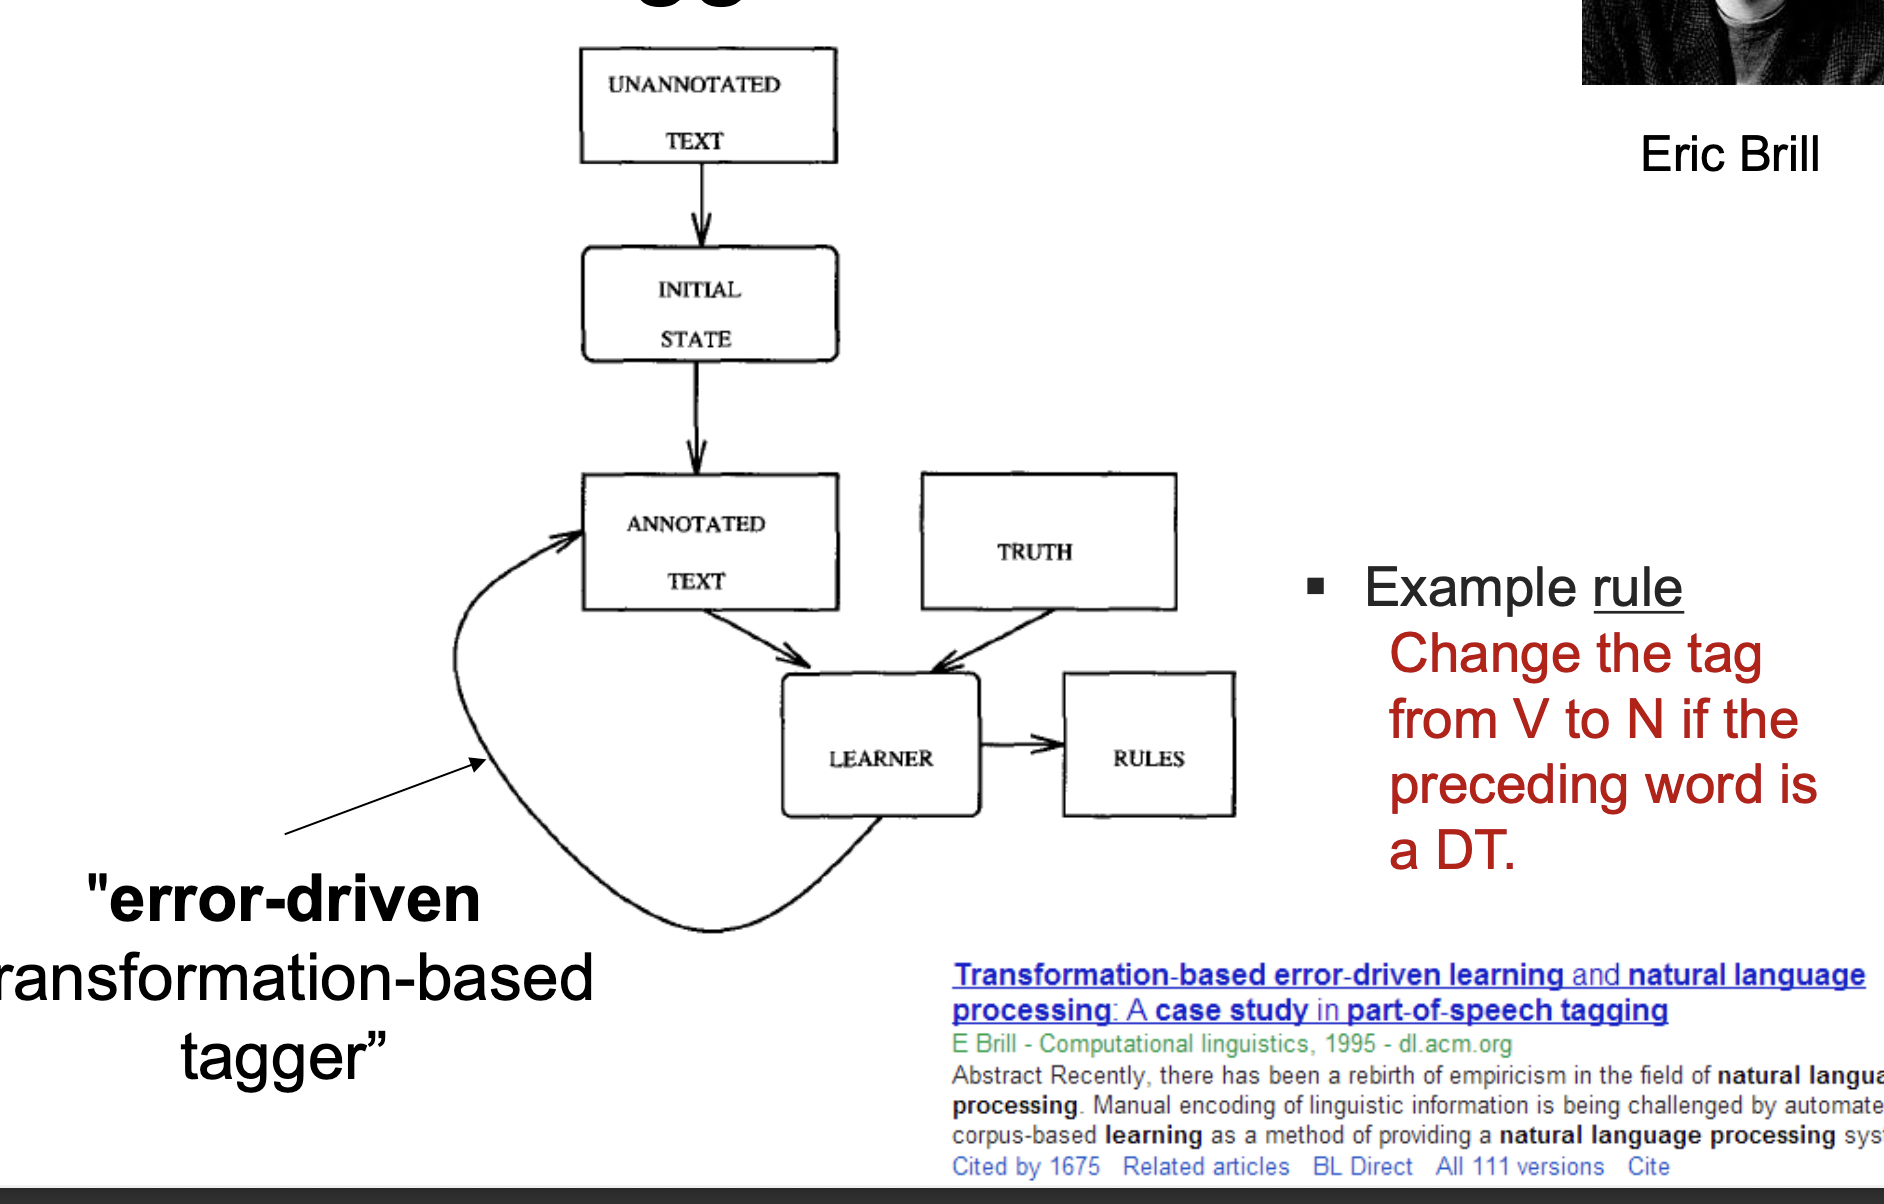 UNANNOTATED
TEXT
Eric Brill
INITIAL
STATE
ANNOTATED
TEXT
TRUTH
LEARNER
RULES
▪ Example rule
Change the tag
from V to N if the
preceding word is
a DT.
"error-driven
ransformation-based
tagger”
Transformation-based error-driven learning and natural language
processing: A case study in part-of-speech tagging
E Brill - Computational linguistics, 1995 - dl.acm.org
Abstract Recently, there has been a rebirth of empiricism in the field of natural langua
processing. Manual encoding of linguistic information is being challenged by automate
corpus-based learning as a method of providing a natural language processing sys
Cited by 1675 Related articles BL Direct All 111 versions Cite